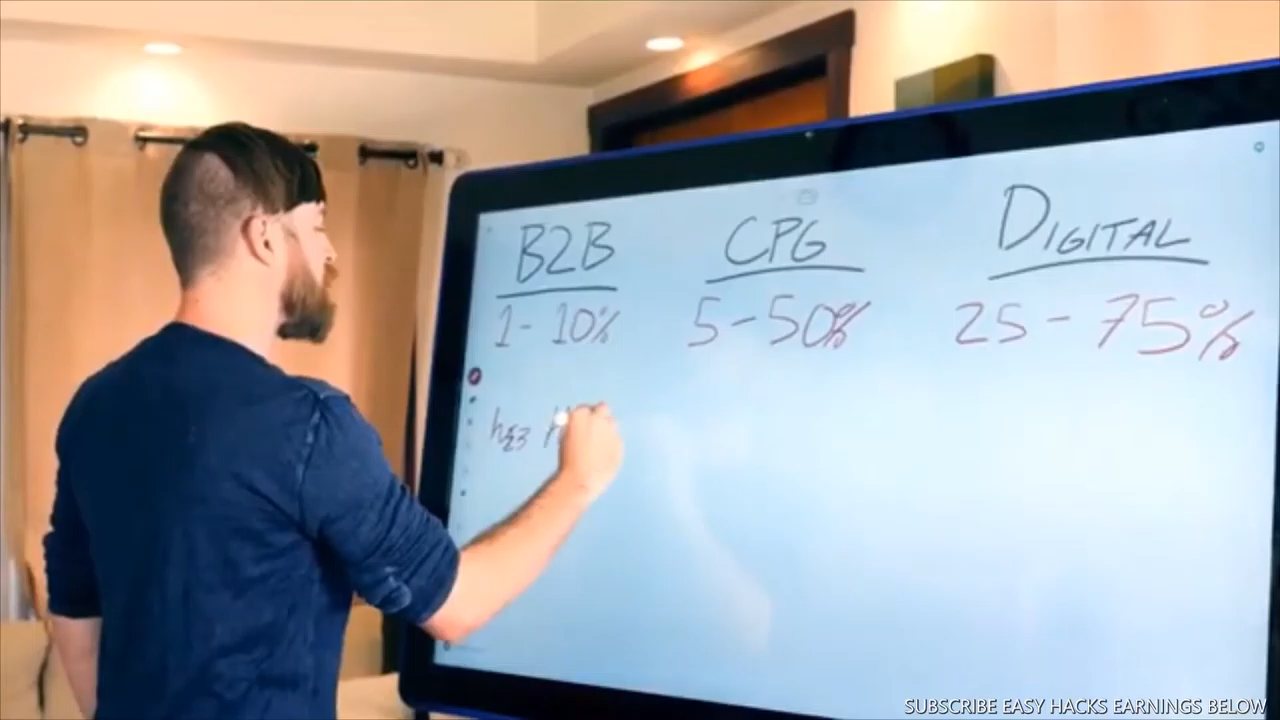 B2B CPG DIGITAL
1-10% 5-50% 25-75%
SUBSCRIBE EASY HACKS EARNINGS BELOW